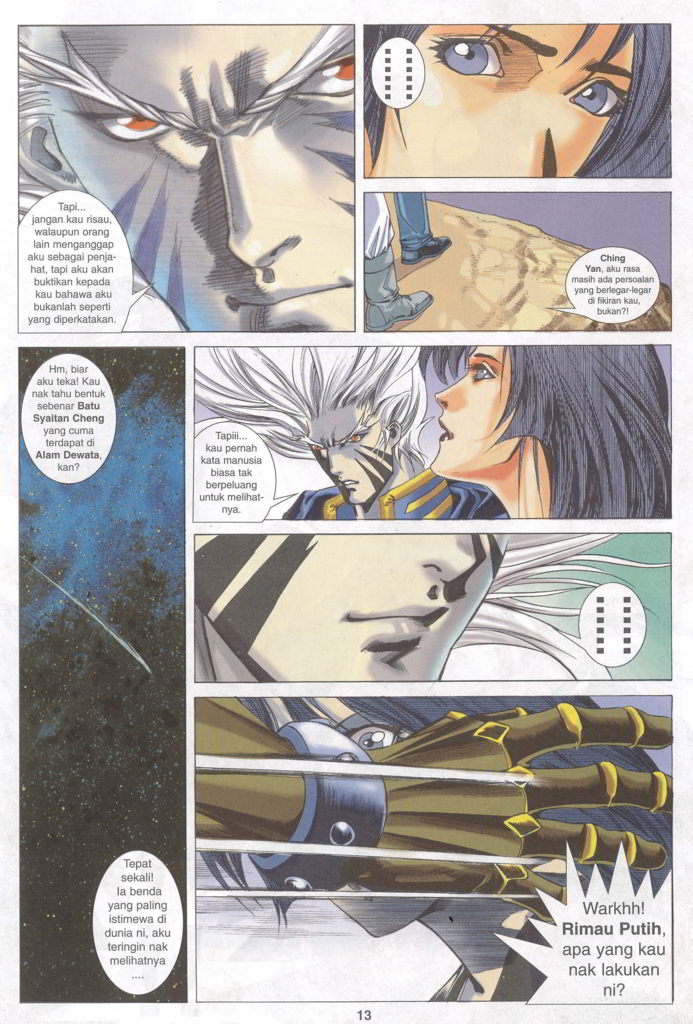 Tapi...
jangan kau risau,
walaupun orang
lain menganggap
aku sebagai penja-
hat, tapi aku akan
buktikan kepada
kau bahawa aku
bukanlah seperti
yang diperkatakan.
Ching
Yan, aku rasa
masih ada persoalan
yang berlegar-legar
di fikiran kau,
bukan?!
Hm, biar
aku teka! Kau
nak tahu bentuk
sebenar Batu
Syaitan Cheng
yang cuma
terdapat di
Alam Dewata,
kan?
Tapiii...
kau pernah
kata manusia
biasa tak
berpeluang
untuk melihat-
nya.
Tepat
sekali!
Ia benda
yang paling
istimewa di
dunia ni, aku
teringin nak
melihatnya
....
Warkhh!
Rimau Putih,
apa yang kau
nak lakukan
ni?
13